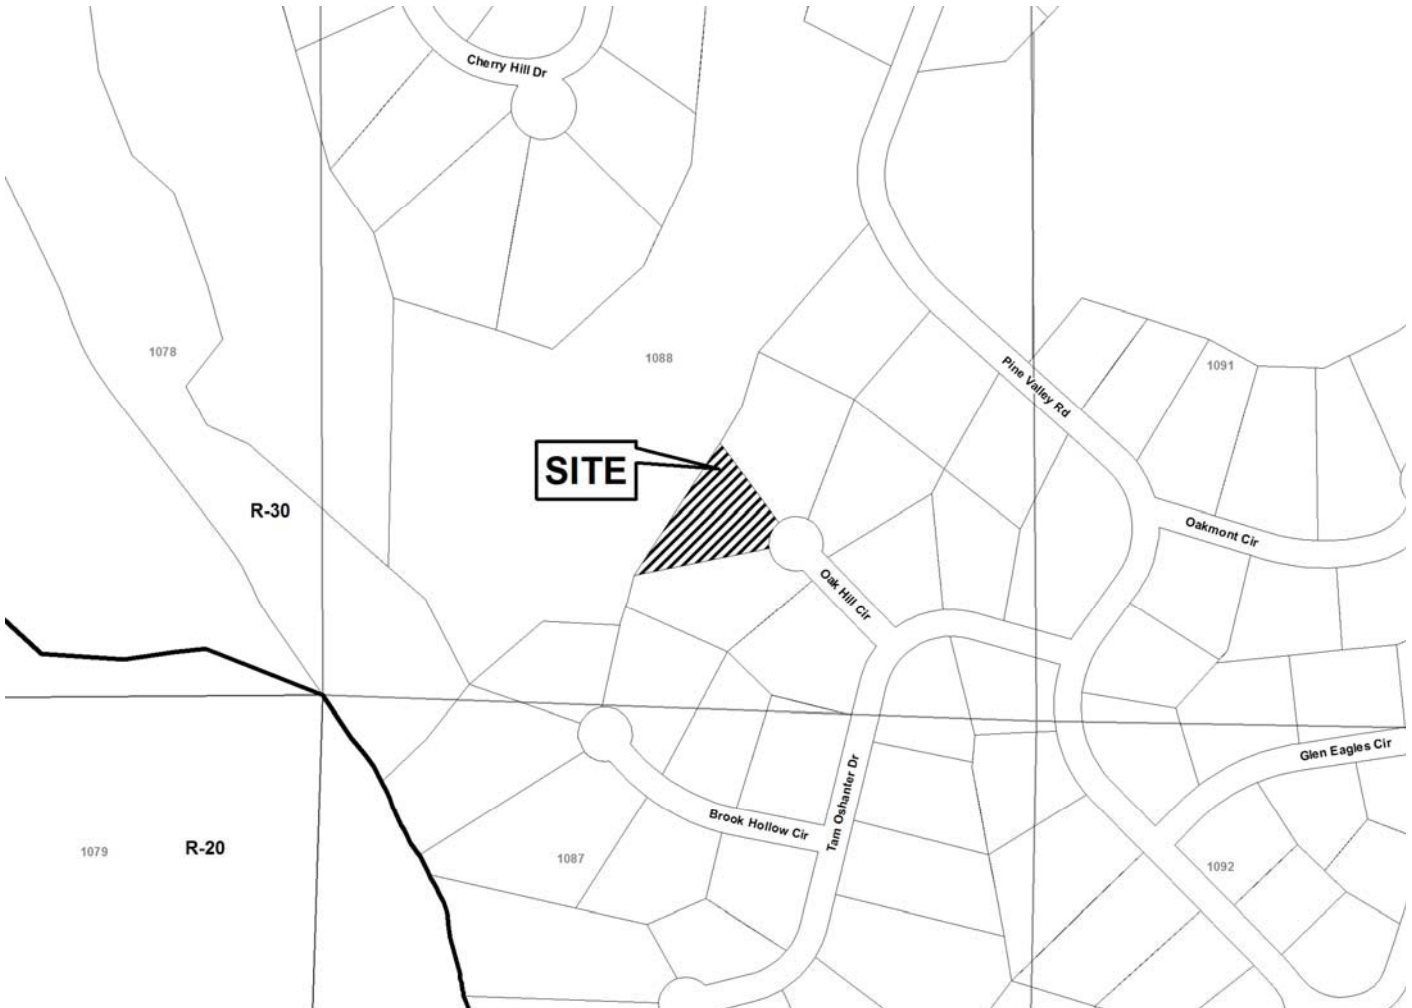 Cherry Hill Dr
1078
1088
Pine Valley Rd
1091
SITE
R-30
Oakmont Cir
Oak Hill Cir
Glen Eagles Cir
Tam Oshanter Dr
Brook Hollow Cir
1079
R-20
1087
1092